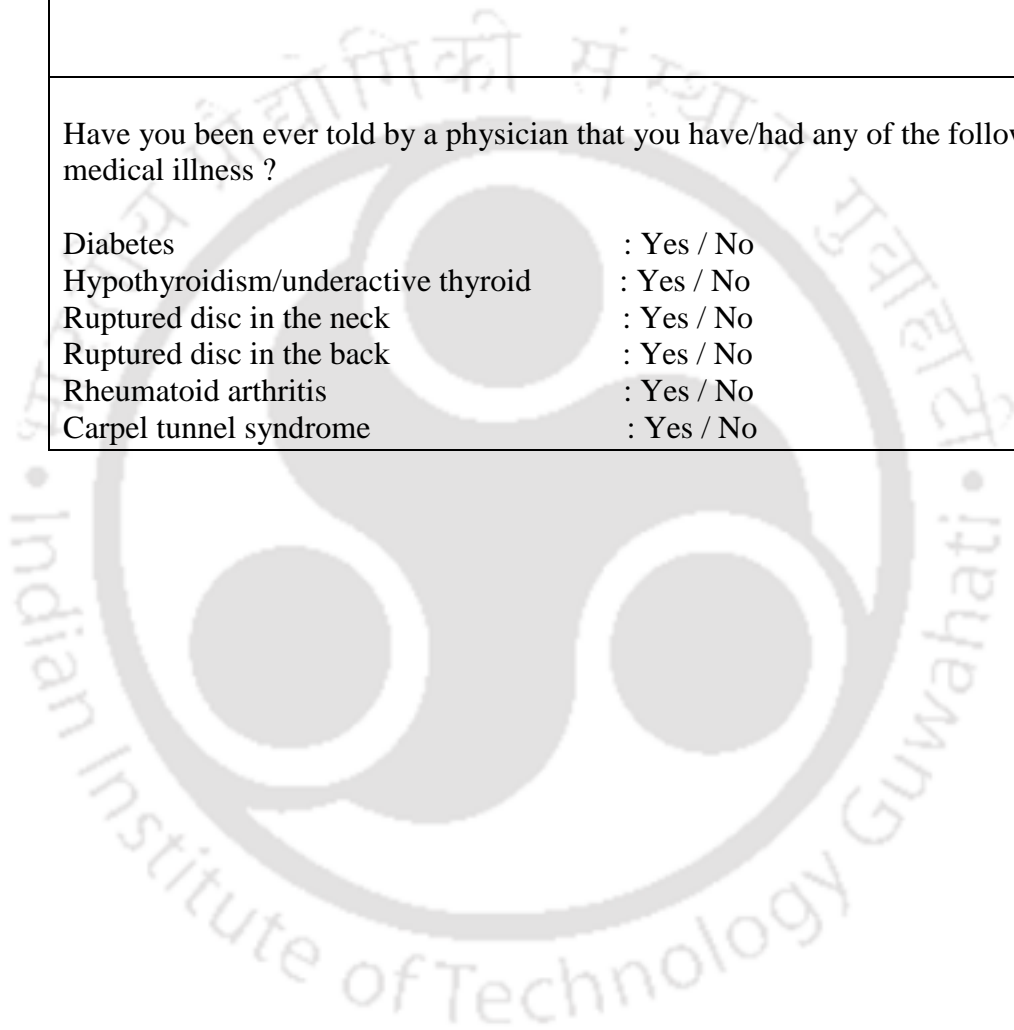 Have you been ever told by a physician that you have/had any of the follow
medical illness ?
Diabetes : Yes / No
Hypothyroidism/underactive thyroid : Yes / No
Ruptured disc in the neck : Yes / No
Ruptured disc in the back : Yes / No
Rheumatoid arthritis : Yes / No
Carpel tunnel syndrome : Yes / No
• Indian Institute of Technology Guwahati •